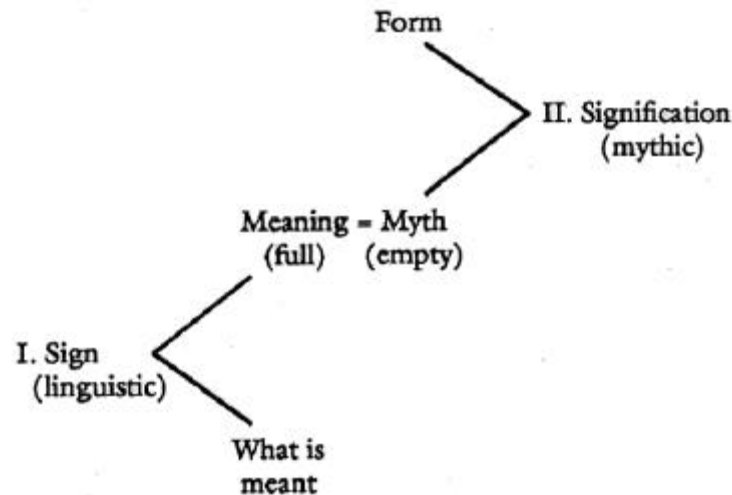 Form
II. Signification
(mythic)
Meaning = Myth
(full) (empty)
I. Sign
(linguistic)
What is
meant